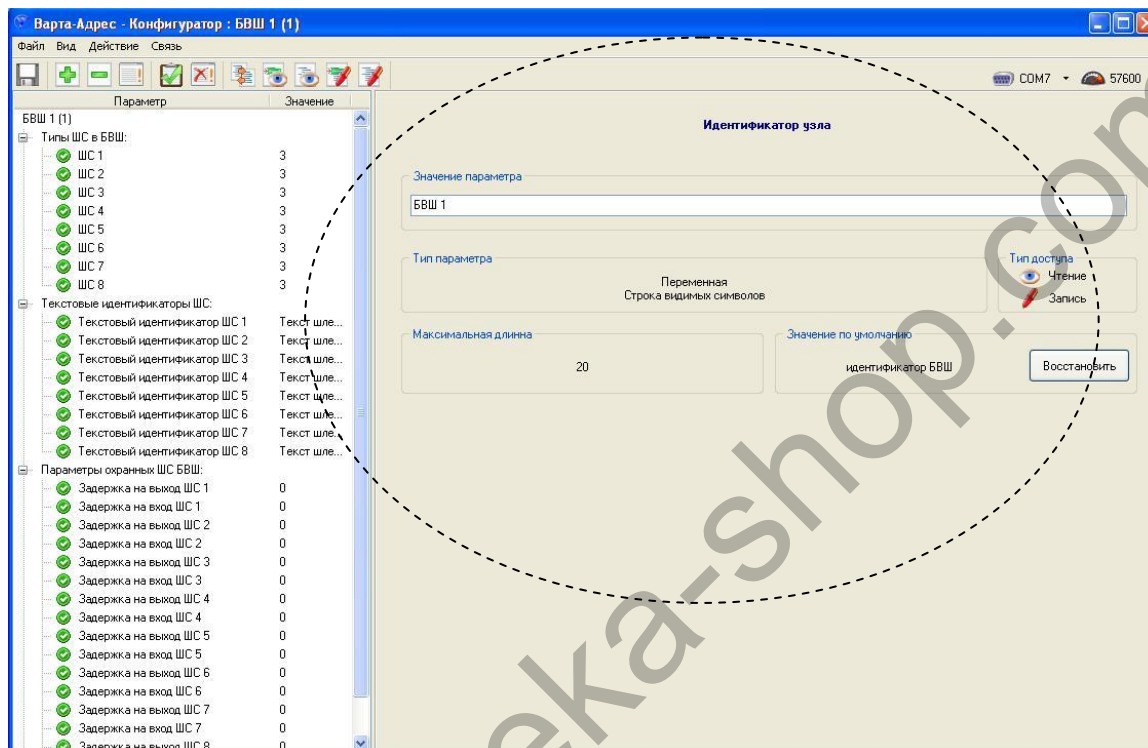 Варта-Адрес - Конфигуратор : БВШ 1 (1)
Файл Вид Действие Связь
COM7 57600
Параметр Значение
БВШ 1 (1)
Типы ШС в БВШ:
ШС 1 3
ШС 2 3
ШС 3 3
ШС 4 3
ШС 5 3
ШС 6 3
ШС 7 3
ШС 8 3
Текстовые идентификаторы ШС:
Текстовый идентификатор ШС 1 Текст шле...
Текстовый идентификатор ШС 2 Текст шле...
Текстовый идентификатор ШС 3 Текст шле...
Текстовый идентификатор ШС 4 Текст шле...
Текстовый идентификатор ШС 5 Текст шле...
Текстовый идентификатор ШС 6 Текст шле...
Текстовый идентификатор ШС 7 Текст шле...
Текстовый идентификатор ШС 8 Текст шле...
Параметры охранных ШС БВШ:
Задержка на выход ШС 1 0
Задержка на вход ШС 1 0
Задержка на выход ШС 2 0
Задержка на вход ШС 2 0
Задержка на выход ШС 3 0
Задержка на вход ШС 3 0
Задержка на выход ШС 4 0
Задержка на вход ШС 4 0
Задержка на выход ШС 5 0
Задержка на вход ШС 5 0
Задержка на выход ШС 6 0
Задержка на вход ШС 6 0
Задержка на выход ШС 7 0
Задержка на вход ШС 7 0
Задержка на выход ШС 8 0
Идентификатор узла
Значение параметра
БВШ 1
Тип параметра
Переменная
Строка видимых символов
Тип доступа
Чтение
Запись
Максимальная длинна
20
Значение по умолчанию
идентификатор БВШ
Восстановить
eka-shop.com